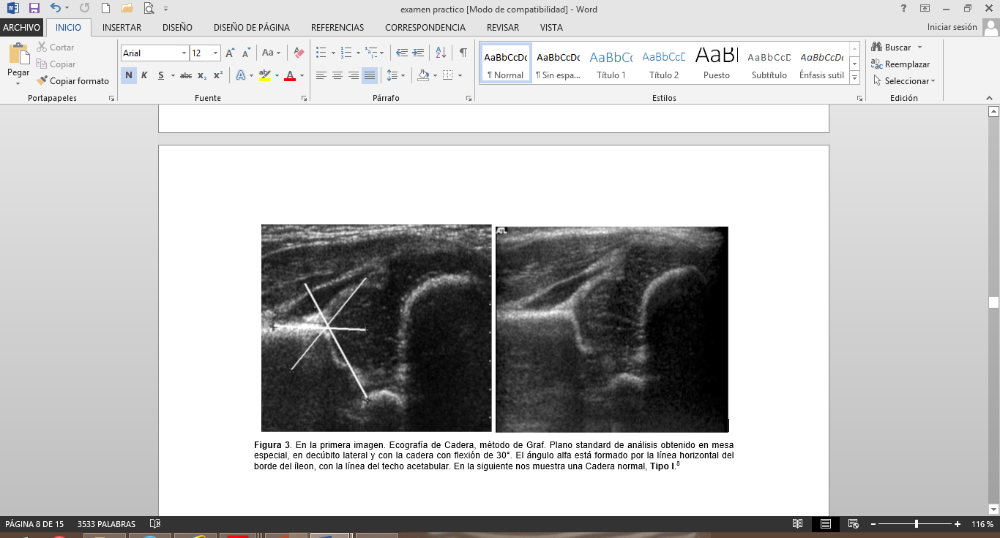 examen practico [Modo de compatibilidad] - Word
ARCHIVO INICIO INSERTAR DISEÑO DISEÑO DE PÁGINA REFERENCIAS CORRESPONDENCIA REVISAR VISTA Iniciar sesión
Pegar
Cortar
Copiar
Copiar formato
Portapapeles
Arial 12
N K S abc x₂ x²
Aa
A
Fuente
Párrafo
AaBbCcDc AaBbCcDc AaBbCc AaBbCcD AaB AaBbCcD AaBbCcDc
¶ Normal ¶ Sin espa... Título 1 Título 2 Puesto Subtítulo Énfasis sutil
Estilos
Buscar
Reemplazar
Seleccionar
Edición
ATL
Figura 3. En la primera imagen. Ecografía de Cadera, método de Graf. Plano standard de análisis obtenido en mesa
especial, en decúbito lateral y con la cadera con flexión de 30°. El ángulo alfa está formado por la línea horizontal del
borde del íleon, con la línea del techo acetabular. En la siguiente nos muestra una Cadera normal, Tipo I.⁸
PÁGINA 8 DE 15 3533 PALABRAS 116 %